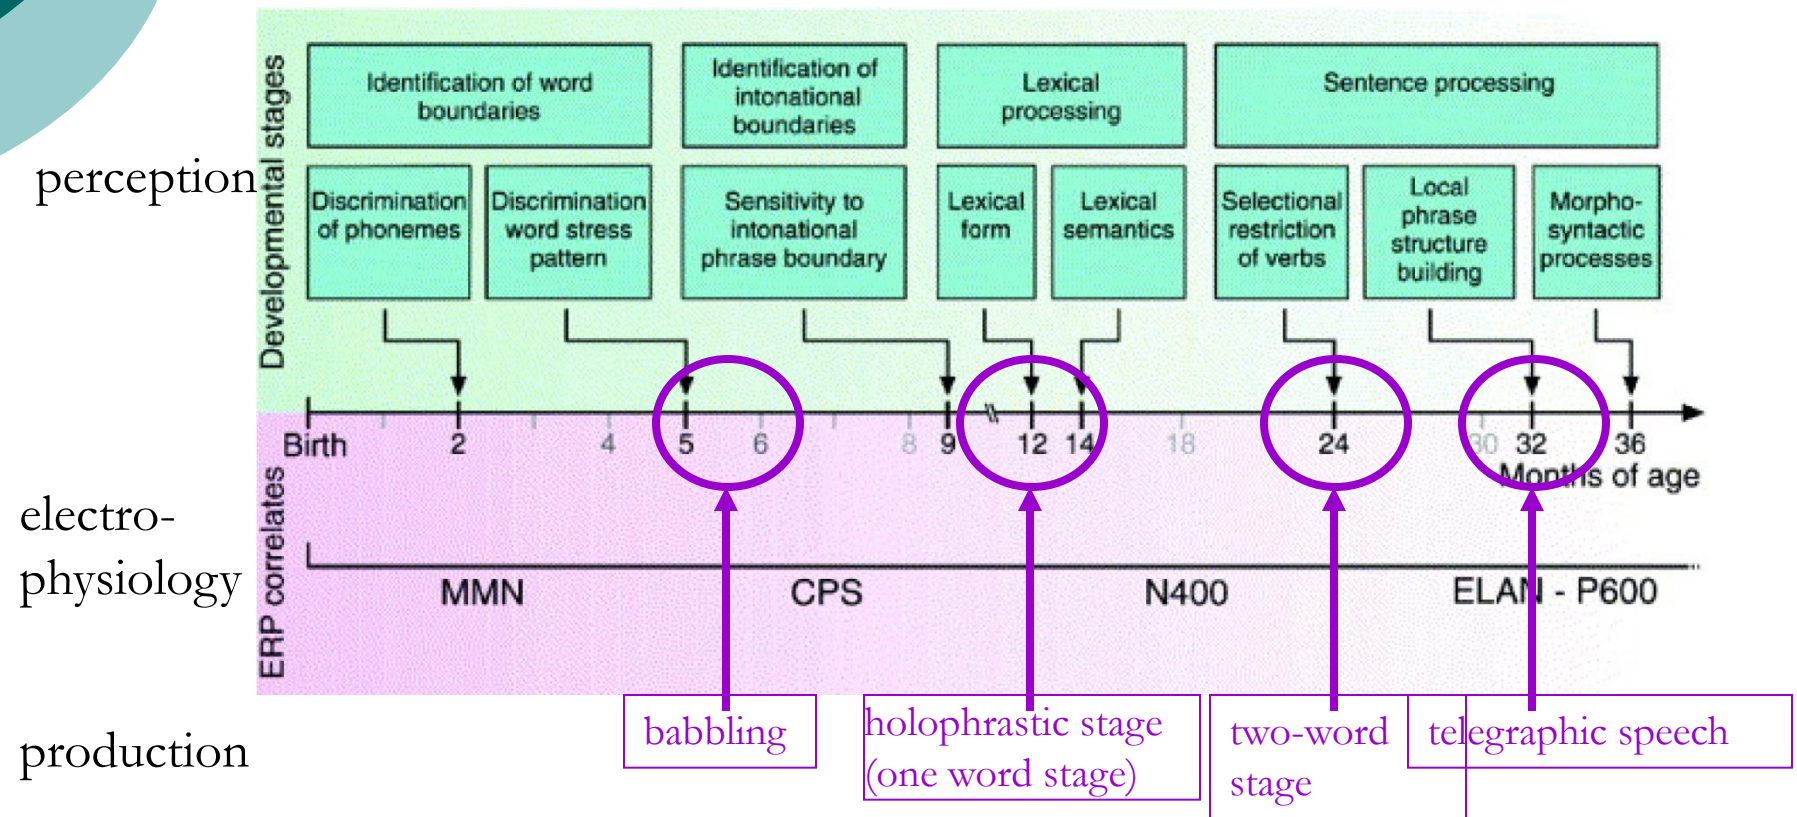 perception
electro-
physiology
production
Developmental stages
ERP correlates
Identification of word
boundaries
Identification of
intonational
boundaries
Lexical
processing
Sentence processing
Discrimination
of phonemes
Discrimination
word stress
pattern
Sensitivity to
intonational
phrase boundary
Lexical
form
Lexical
semantics
Selectional
restriction
of verbs
Local
phrase
structure
building
Morpho-
syntactic
processes
Birth 2 4 5 6 8 9 12 14 18 24 30 32 36
Months of age
MMN CPS N400 ELAN - P600
babbling
holophrastic stage
(one word stage)
two-word
stage
telegraphic speech